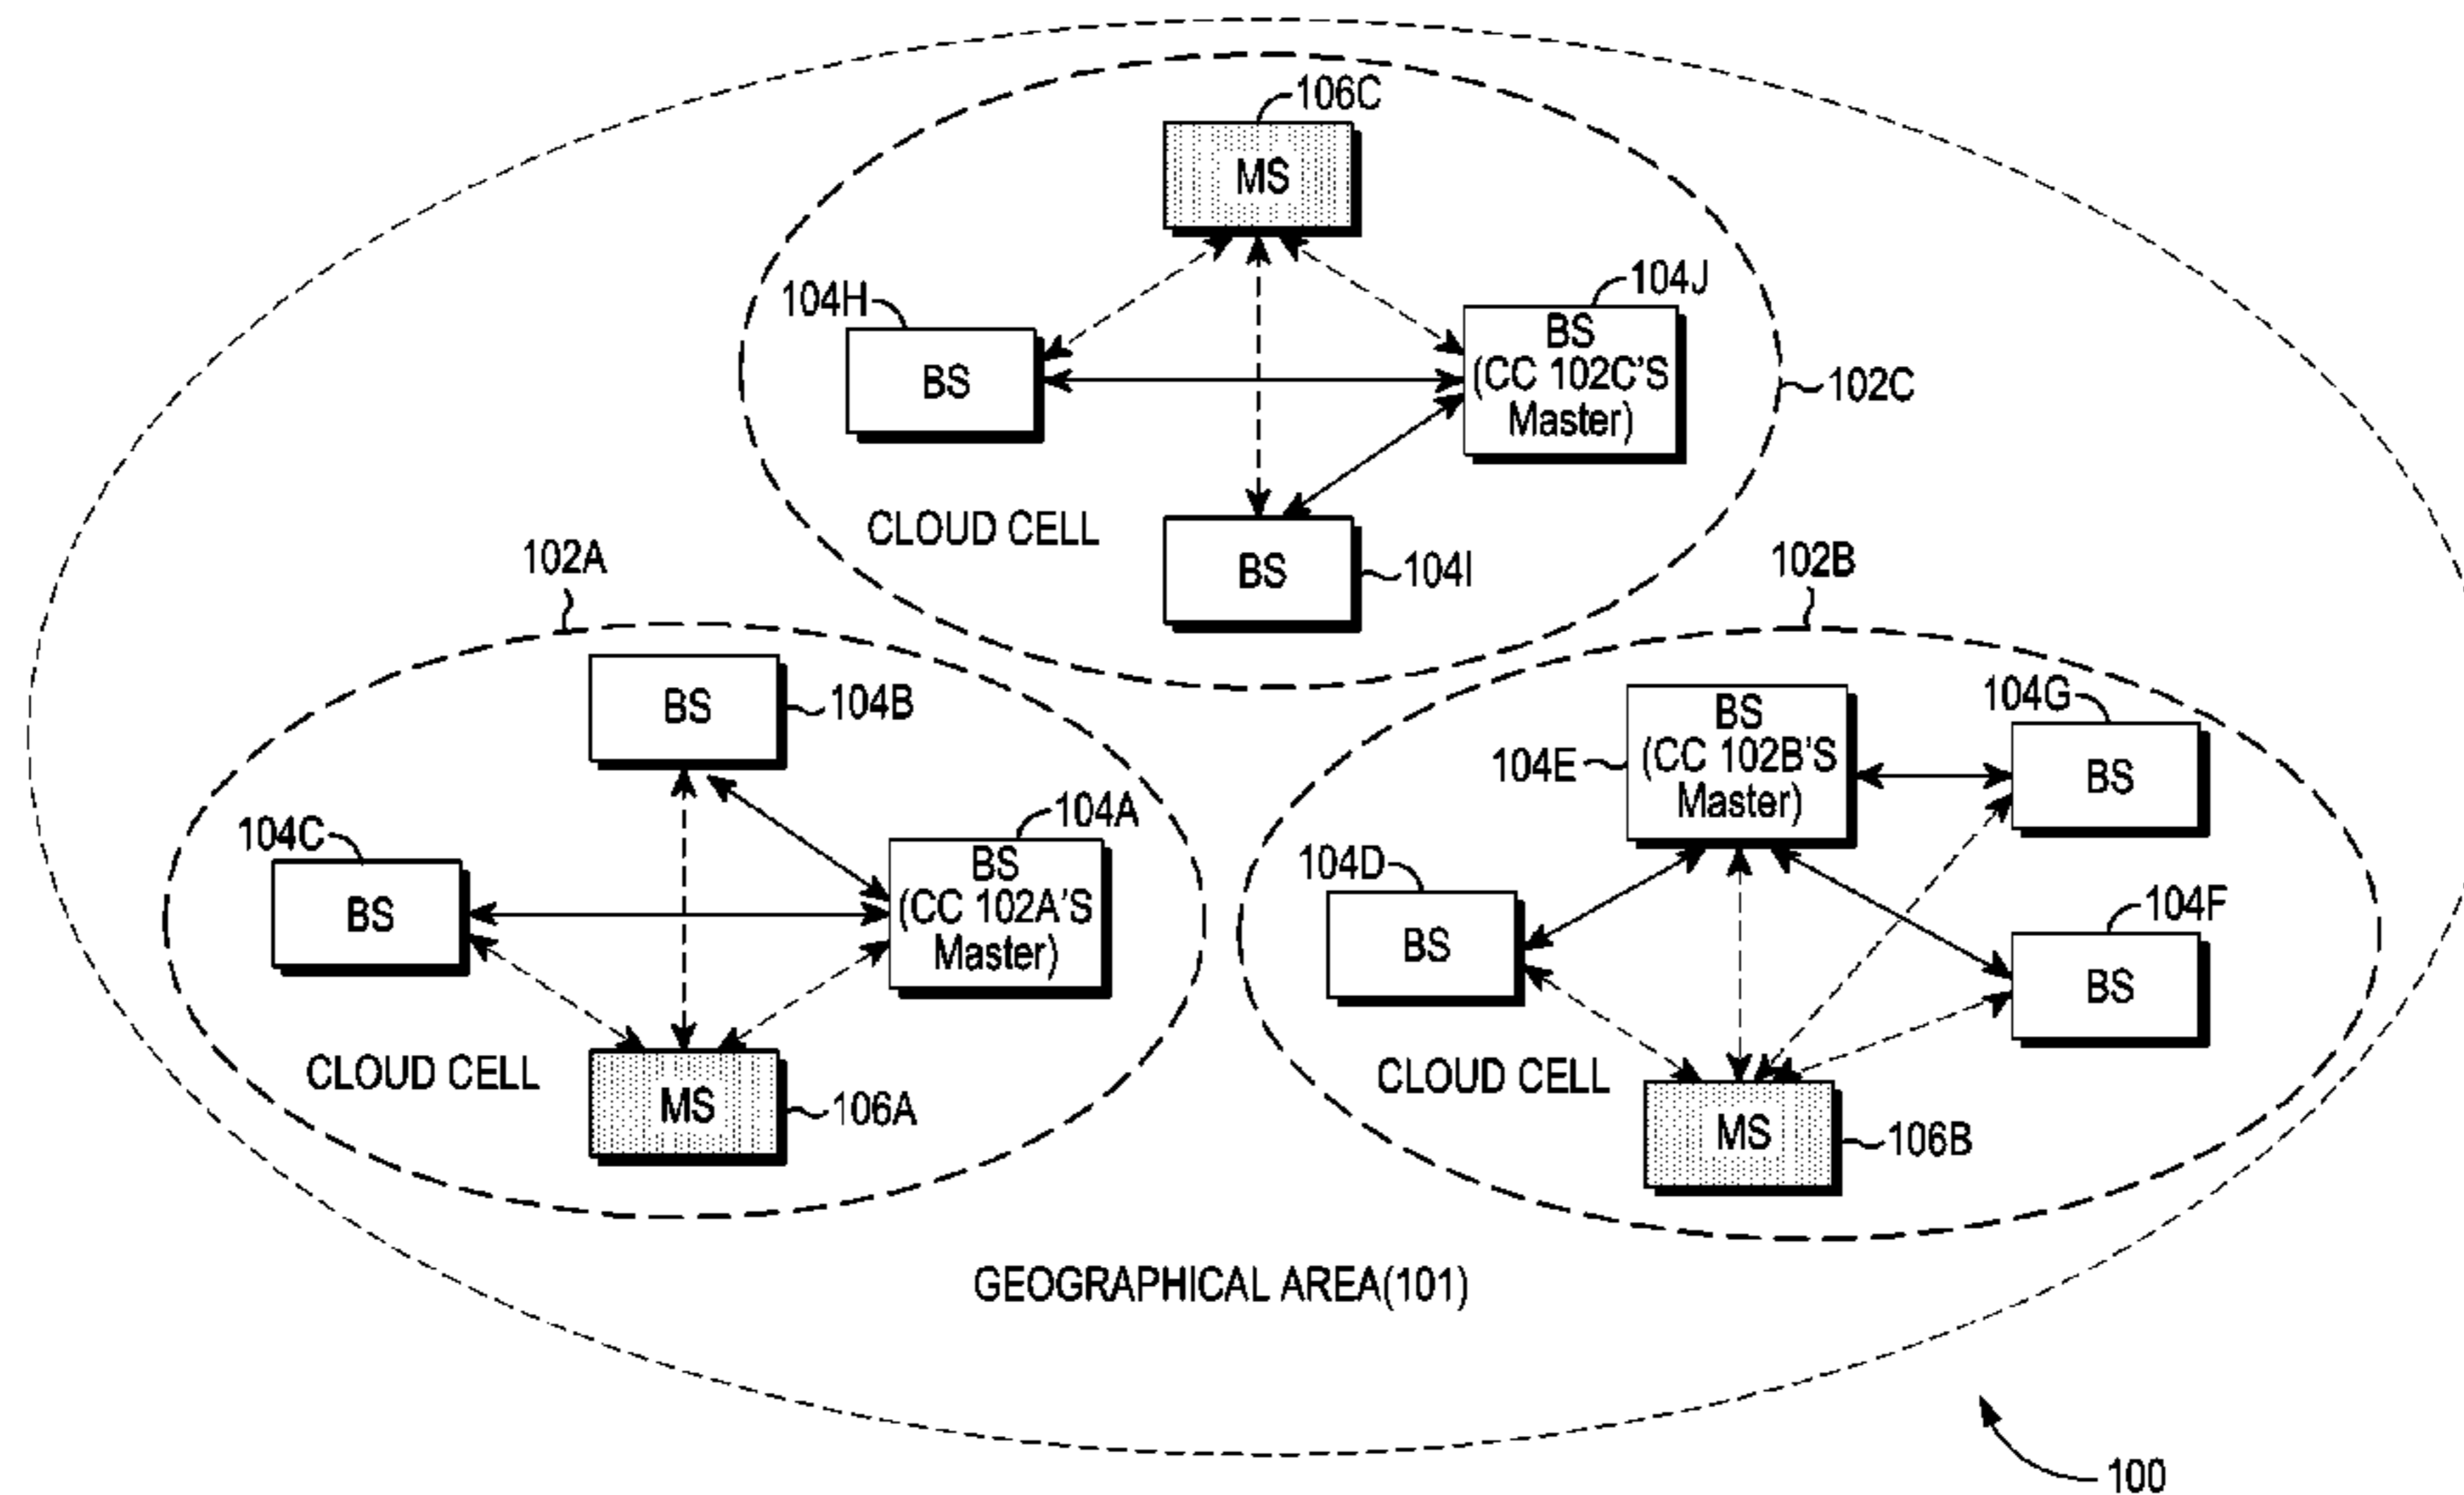 106C
MS
104H
104J
BS
BS
(CC 102C'S
Master)
102C
CLOUD CELL
BS
104I
102A
102B
BS
104B
104G
BS
(CC 102B'S
Master)
104E
BS
104C
104A
BS
BS
(CC 102A'S
Master)
104D
BS
104F
BS
CLOUD CELL
MS
106A
CLOUD CELL
MS
106B
GEOGRAPHICAL AREA(101)
100